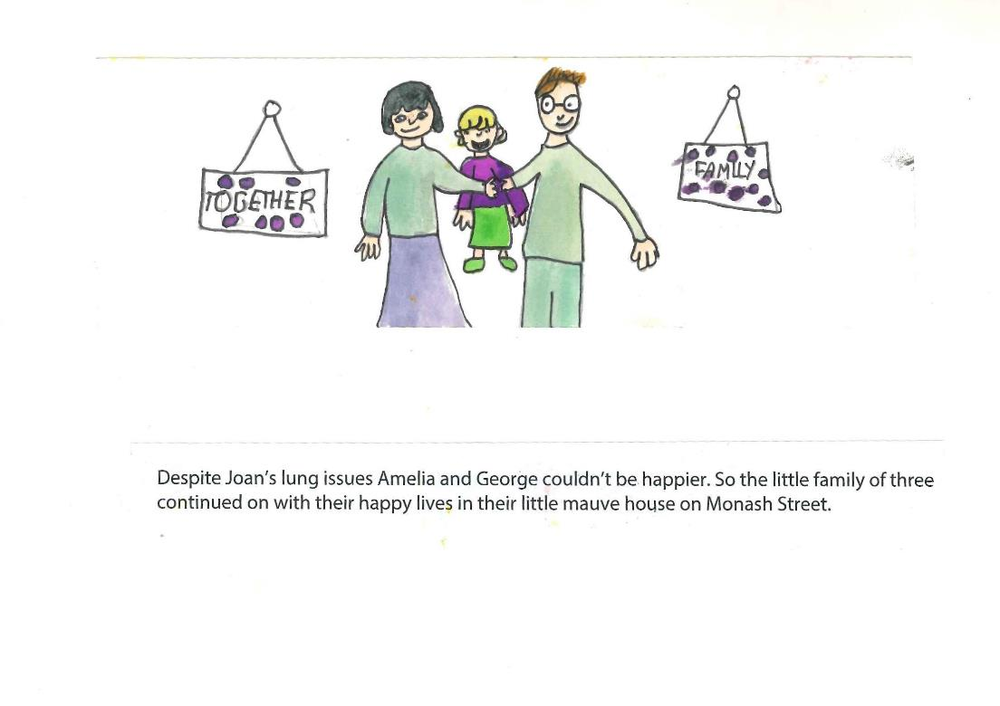 TOGETHER
FAMILY
Despite Joan's lung issues Amelia and George couldn't be happier. So the little family of three
continued on with their happy lives in their little mauve house on Monash Street.